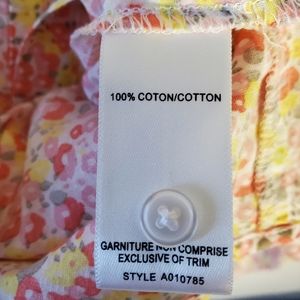 100% COTON/COTTON
GARNITURE NON COMPRISE
EXCLUSIVE OF TRIM
STYLE A010785